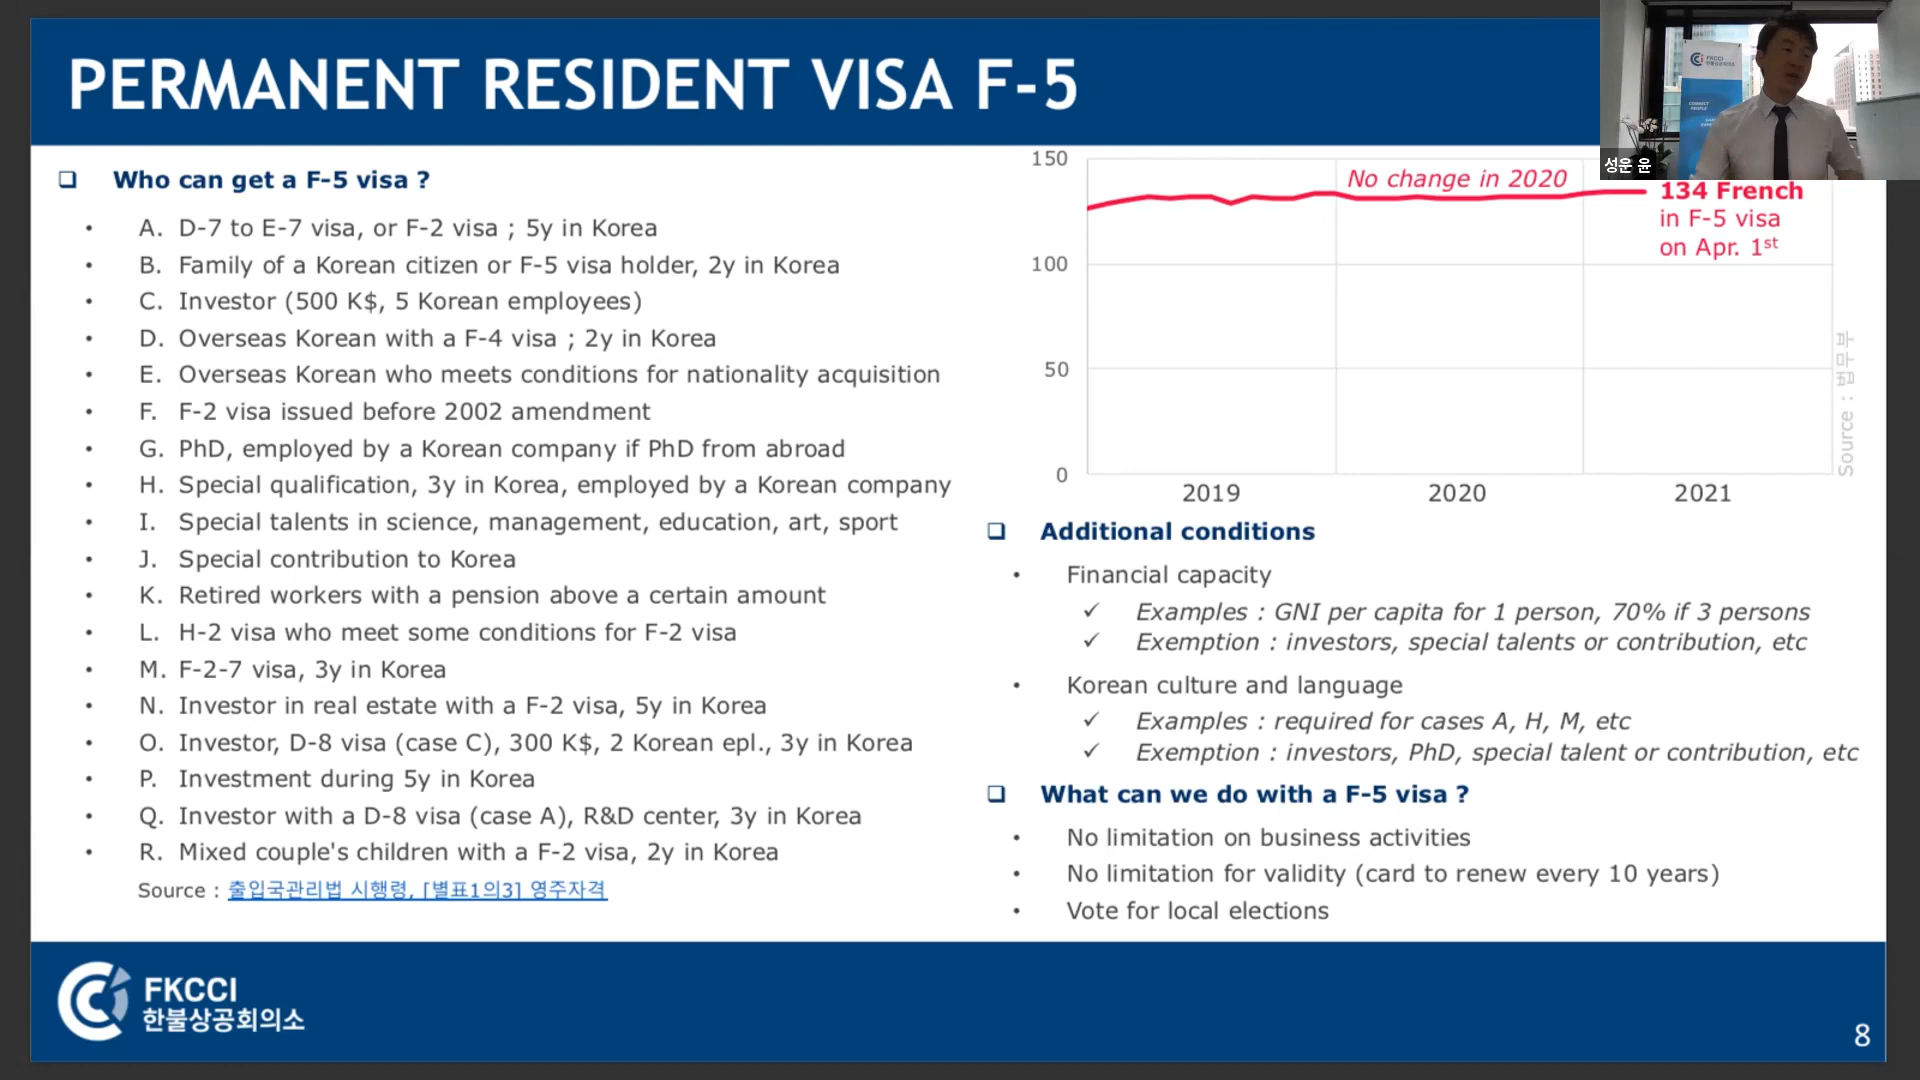 PERMANENT RESIDENT VISA F-5
❑ Who can get a F-5 visa ?
• A. D-7 to E-7 visa, or F-2 visa ; 5y in Korea
• B. Family of a Korean citizen or F-5 visa holder, 2y in Korea
• C. Investor (500 K$, 5 Korean employees)
• D. Overseas Korean with a F-4 visa ; 2y in Korea
• E. Overseas Korean who meets conditions for nationality acquisition
• F. F-2 visa issued before 2002 amendment
• G. PhD, employed by a Korean company if PhD from abroad
• H. Special qualification, 3y in Korea, employed by a Korean company
• I. Special talents in science, management, education, art, sport
• J. Special contribution to Korea
• K. Retired workers with a pension above a certain amount
• L. H-2 visa who meet some conditions for F-2 visa
• M. F-2-7 visa, 3y in Korea
• N. Investor in real estate with a F-2 visa, 5y in Korea
• O. Investor, D-8 visa (case C), 300 K$, 2 Korean epl., 3y in Korea
• P. Investment during 5y in Korea
• Q. Investor with a D-8 visa (case A), R&D center, 3y in Korea
• R. Mixed couple's children with a F-2 visa, 2y in Korea
Source : 출입국관리법 시행령, [별표1의3] 영주자격
150
100
50
0
No change in 2020
134 French
in F-5 visa
on Apr. 1st
2019 2020 2021
Source : 법무부
❑ Additional conditions
• Financial capacity
✓ Examples : GNI per capita for 1 person, 70% if 3 persons
✓ Exemption : investors, special talents or contribution, etc
• Korean culture and language
✓ Examples : required for cases A, H, M, etc
✓ Exemption : investors, PhD, special talent or contribution, etc
❑ What can we do with a F-5 visa ?
• No limitation on business activities
• No limitation for validity (card to renew every 10 years)
• Vote for local elections
FKCCI
한불상공회의소
8
FKCCI
한불상공회의소
CONNECT
PEOPLE
성운 윤